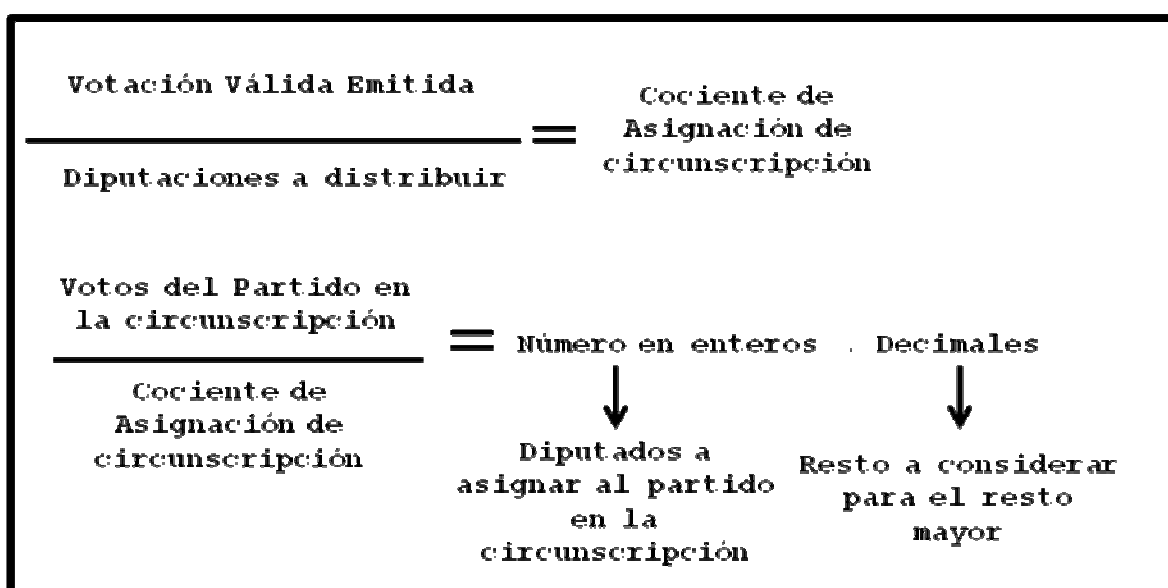 Votación Válida Emitida
Diputaciones a distribuir
=
Cociente de
Asignación de
circunscripción
Votos del Partido en
la circunscripción
Cociente de
Asignación de
circunscripción
=
Número en enteros . Decimales
Diputados a
asignar al partido
en la
circunscripción
Resto a considerar
para el resto
mayor